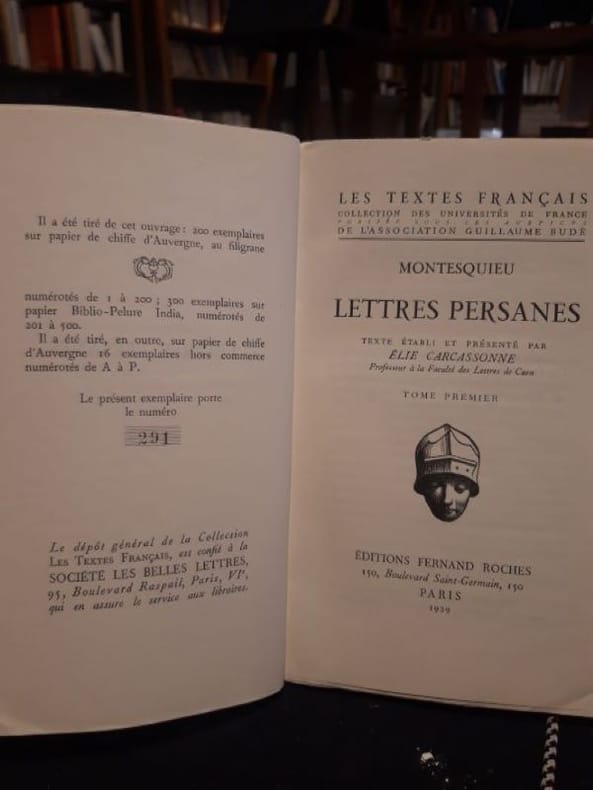 Il a été tiré de cet ouvrage : 200 exemplaires
sur papier de chiffe d'Auvergne, au filigrane
numérotés de 1 à 200 ; 300 exemplaires sur
papier Biblio-Pelure India, numérotés de
201 à 500.
Il a été tiré, en outre, sur papier de chiffe
d'Auvergne 16 exemplaires hors commerce
numérotés de A à P.
Le présent exemplaire porte
le numéro
291
Le dépôt général de la Collection
LES TEXTES FRANÇAIS, est confié à la
SOCIÉTÉ LES BELLES LETTRES,
95, Boulevard Raspail, Paris, VIe,
qui en assure le service aux libraires.
LES TEXTES FRANÇAIS
COLLECTION DES UNIVERSITÉS DE FRANCE
PUBLIÉE SOUS LES AUSPICES
DE L'ASSOCIATION GUILLAUME BUDÉ
MONTESQUIEU
LETTRES PERSANES
TEXTE ÉTABLI ET PRÉSENTÉ PAR
ÉLIE CARCASSONNE
Professeur à la Faculté des Lettres de Caen
TOME PREMIER
ÉDITIONS FERNAND ROCHES
150, Boulevard Saint-Germain, 150
PARIS
1929